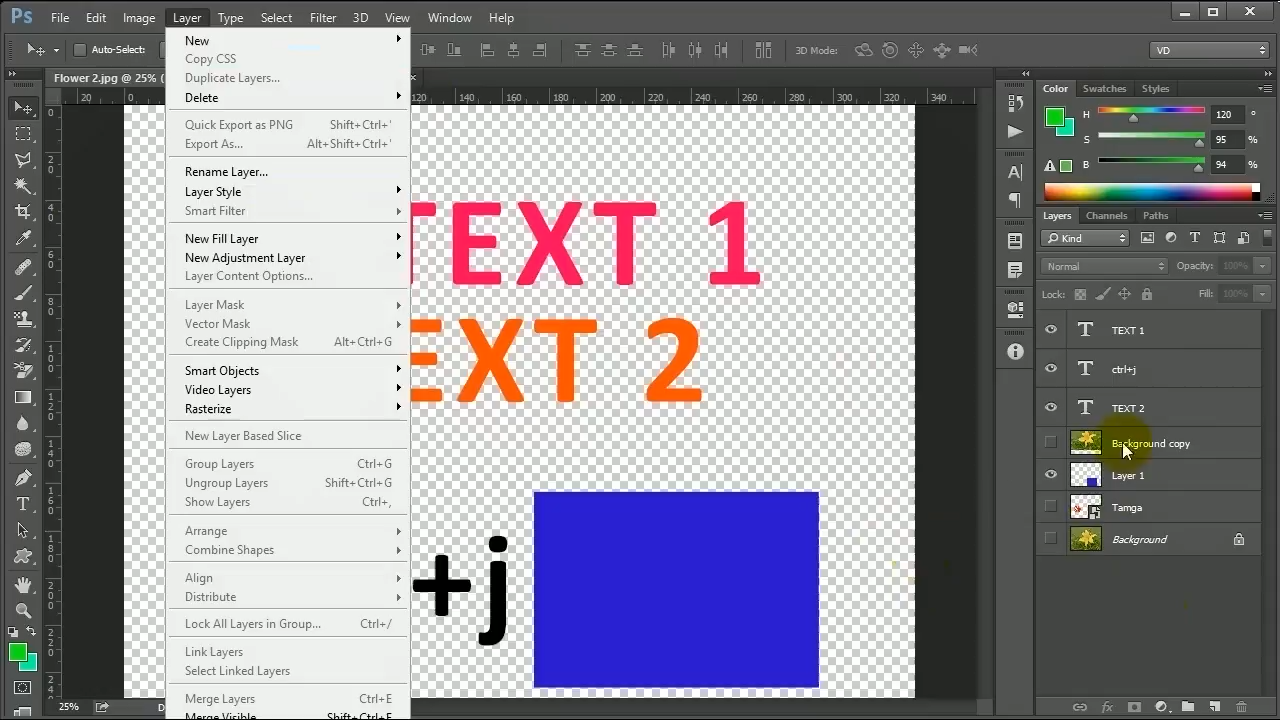 Ps File Edit Image Layer Type Select Filter 3D View Window Help
Auto-Select: 3D Mode: VD
Flower 2.jpg @ 25% (
20 0 120 140 160 180 200 220 240 260 280 300 320 340
New
Copy CSS
Duplicate Layers...
Delete
Quick Export as PNG Shift+Ctrl+'
Export As... Alt+Shift+Ctrl+'
Rename Layer...
Layer Style
Smart Filter
New Fill Layer
New Adjustment Layer
Layer Content Options...
Layer Mask
Vector Mask
Create Clipping Mask Alt+Ctrl+G
Smart Objects
Video Layers
Rasterize
New Layer Based Slice
Group Layers Ctrl+G
Ungroup Layers Shift+Ctrl+G
Show Layers Ctrl+,
Arrange
Combine Shapes
Align
Distribute
Lock All Layers in Group... Ctrl+/
Link Layers
Select Linked Layers
Merge Layers Ctrl+E
Merge Visible Shift+Ctrl+E
TEXT 1
EXT 2
+j
Color Swatches Styles
H 120 °
S 95 %
B 94 %
Layers Channels Paths
Kind
Normal Opacity: 100%
Lock: Fill: 100%
TEXT 1
ctrl+j
TEXT 2
Background copy
Layer 1
Tamga
Background
25%